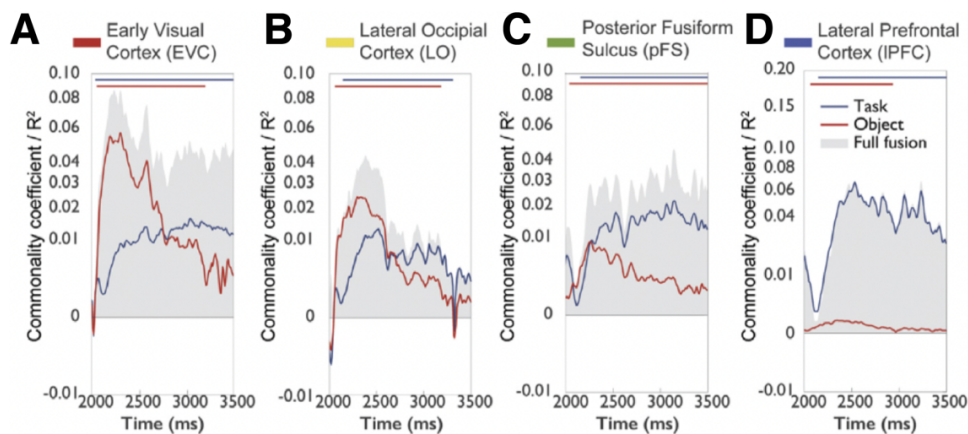 A
Early Visual
Cortex (EVC)
Commonality coefficient / R²
0.10
0.08
0.06
0.04
0.03
0.02
0.01
0
-0.01
2000 2500 3000 3500
Time (ms)
B
Lateral Occipial
Cortex (LO)
Commonality coefficient / R²
0.10
0.08
0.06
0.04
0.03
0.02
0.01
0
-0.01
2000 2500 3000 3500
Time (ms)
C
Posterior Fusiform
Sulcus (pFS)
Commonality coefficient / R²
0.10
0.08
0.06
0.04
0.03
0.02
0.01
0
-0.01
2000 2500 3000 3500
Time (ms)
D
Lateral Prefrontal
Cortex (lPFC)
Commonality coefficient / R²
0.20
0.15
0.10
0.08
0.06
0.04
0.01
0
-0.01
Task
Object
Full fusion
2000 2500 3000 3500
Time (ms)